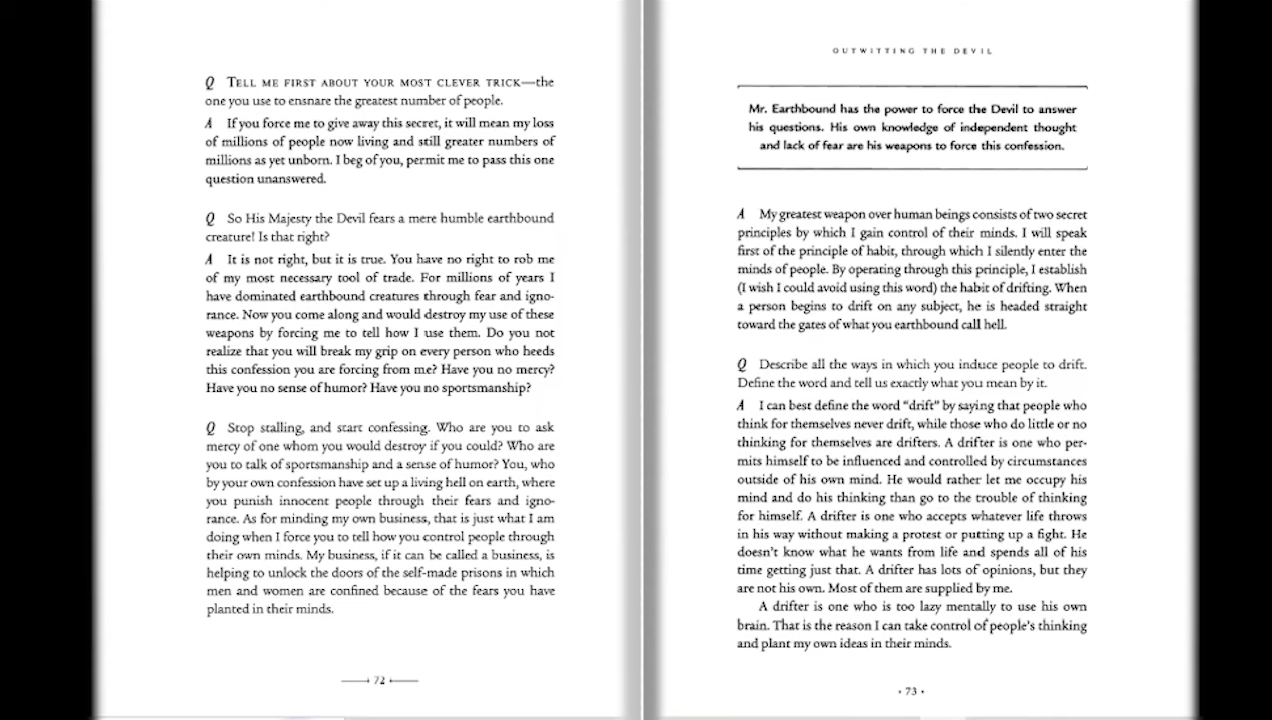 Q TELL ME FIRST ABOUT YOUR MOST CLEVER TRICK—the
one you use to ensnare the greatest number of people.
A If you force me to give away this secret, it will mean my loss
of millions of people now living and still greater numbers of
millions as yet unborn. I beg of you, permit me to pass this one
question unanswered.
Q So His Majesty the Devil fears a mere humble earthbound
creature! Is that right?
A It is not right, but it is true. You have no right to rob me
of my most necessary tool of trade. For millions of years I
have dominated earthbound creatures through fear and igno-
rance. Now you come along and would destroy my use of these
weapons by forcing me to tell how I use them. Do you not
realize that you will break my grip on every person who heeds
this confession you are forcing from me? Have you no mercy?
Have you no sense of humor? Have you no sportsmanship?
Q Stop stalling, and start confessing. Who are you to ask
mercy of one whom you would destroy if you could? Who are
you to talk of sportsmanship and a sense of humor? You, who
by your own confession have set up a living hell on earth, where
you punish innocent people through their fears and igno-
rance. As for minding my own business, that is just what I am
doing when I force you to tell how you control people through
their own minds. My business, if it can be called a business, is
helping to unlock the doors of the self-made prisons in which
men and women are confined because of the fears you have
planted in their minds.
72
OUTWITTING THE DEVIL
Mr. Earthbound has the power to force the Devil to answer
his questions. His own knowledge of independent thought
and lack of fear are his weapons to force this confession.
A My greatest weapon over human beings consists of two secret
principles by which I gain control of their minds. I will speak
first of the principle of habit, through which I silently enter the
minds of people. By operating through this principle, I establish
(I wish I could avoid using this word) the habit of drifting. When
a person begins to drift on any subject, he is headed straight
toward the gates of what you earthbound call hell.
Q Describe all the ways in which you induce people to drift.
Define the word and tell us exactly what you mean by it.
A I can best define the word “drift” by saying that people who
think for themselves never drift, while those who do little or no
thinking for themselves are drifters. A drifter is one who per-
mits himself to be influenced and controlled by circumstances
outside of his own mind. He would rather let me occupy his
mind and do his thinking than go to the trouble of thinking
for himself. A drifter is one who accepts whatever life throws
in his way without making a protest or putting up a fight. He
doesn’t know what he wants from life and spends all of his
time getting just that. A drifter has lots of opinions, but they
are not his own. Most of them are supplied by me.
A drifter is one who is too lazy mentally to use his own
brain. That is the reason I can take control of people’s thinking
and plant my own ideas in their minds.
• 73 •